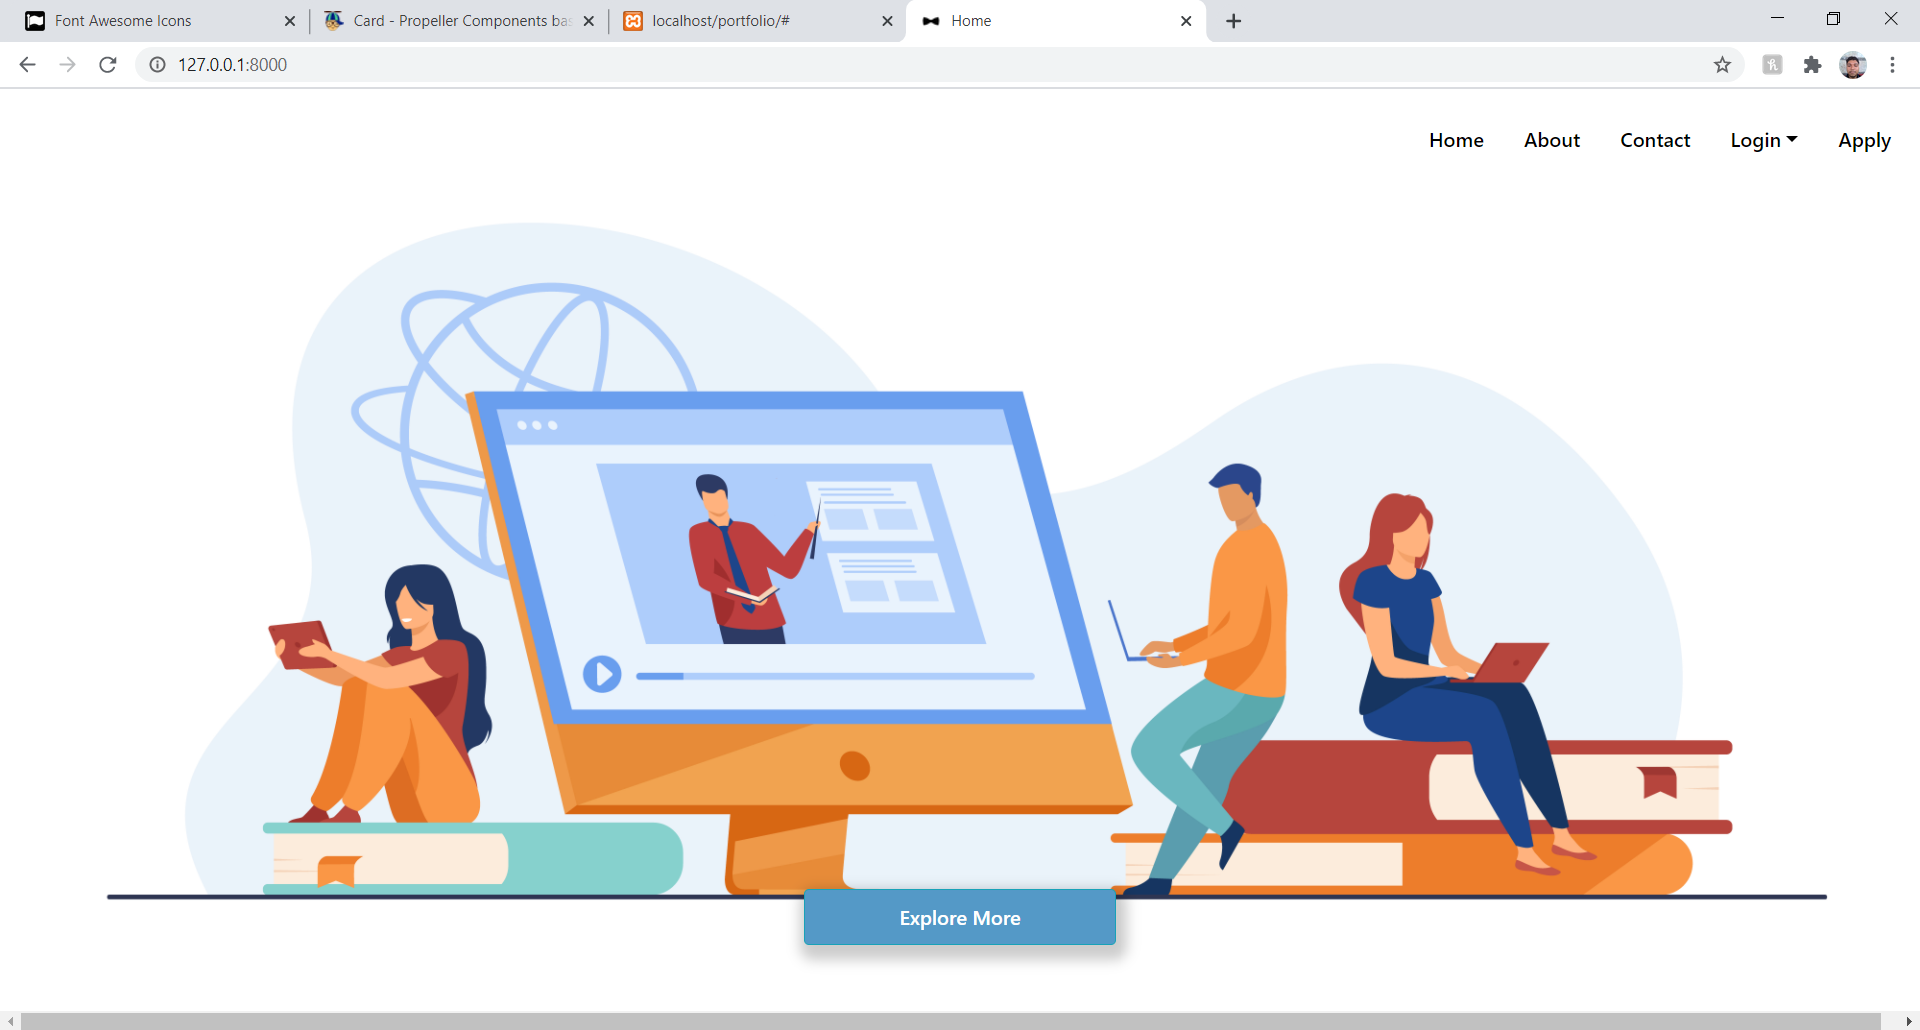 Font Awesome Icons
Card - Propeller Components bas
localhost/portfolio/#
Home
127.0.0.1:8000
Home About Contact Login Apply
Explore More